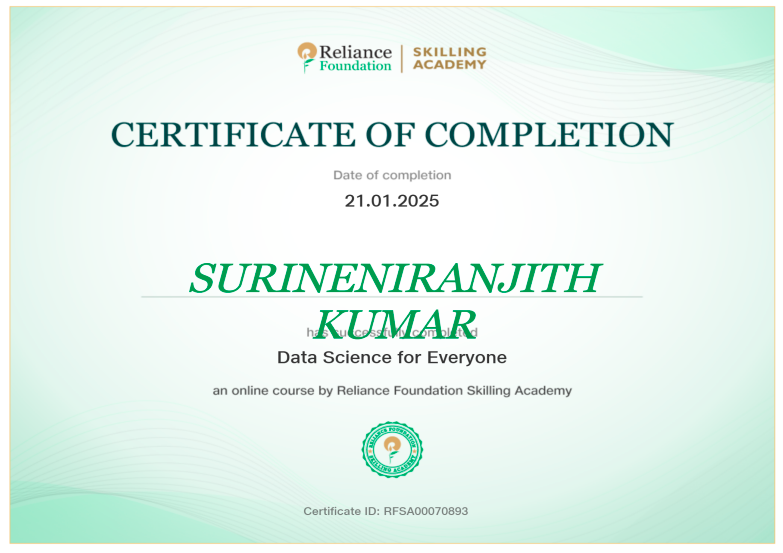 Reliance Foundation | SKILLING ACADEMY
CERTIFICATE OF COMPLETION
Date of completion
21.01.2025
SURINENIRANJITH
KUMAR
has successfully completed
Data Science for Everyone
an online course by Reliance Foundation Skilling Academy
RELIANCE FOUNDATION
SKILLING ACADEMY
Certificate ID: RFSA00070893